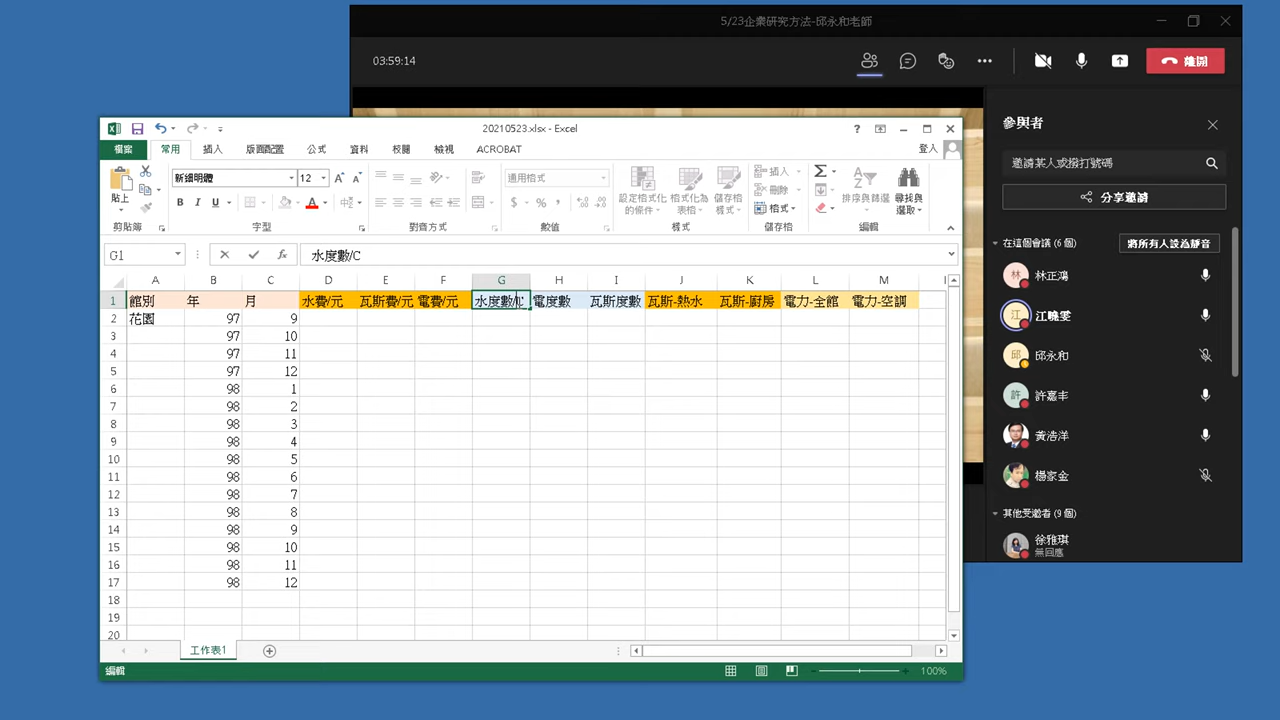 5/23企業研究方法-邱永和老師
03:59:14
離開
參與者
邀請某人或撥打號碼
分享邀請
在這個會議 (6 個)
將所有人設為靜音
林
林正鴻
江
江曉雯
邱
邱永和
許
許嘉丰
黃浩洋
楊家金
其他受邀者 (9 個)
徐雅琪
無回應
20210523.xlsx - Excel
檔案 常用 插入 版面配置 公式 資料 校閱 檢視 ACROBAT 登入
貼上
新細明體 12
通用格式
設定格式化的條件
格式化為表格
儲存格樣式
插入
刪除
格式
排序與篩選
尋找與選取
剪貼簿 字型 對齊方式 數值 樣式 儲存格 編輯
G1 水度數/C
A B C D E F G H I J K L M
1 館別 年 月 水費/元 瓦斯費/元 電費/元 水度數/C 電度數 瓦斯度數 瓦斯-熱水 瓦斯-廚房 電力-全館 電力-空調
2 花園 97 9
3 97 10
4 97 11
5 97 12
6 98 1
7 98 2
8 98 3
9 98 4
10 98 5
11 98 6
12 98 7
13 98 8
14 98 9
15 98 10
16 98 11
17 98 12
18
19
20
工作表1
編輯
100%